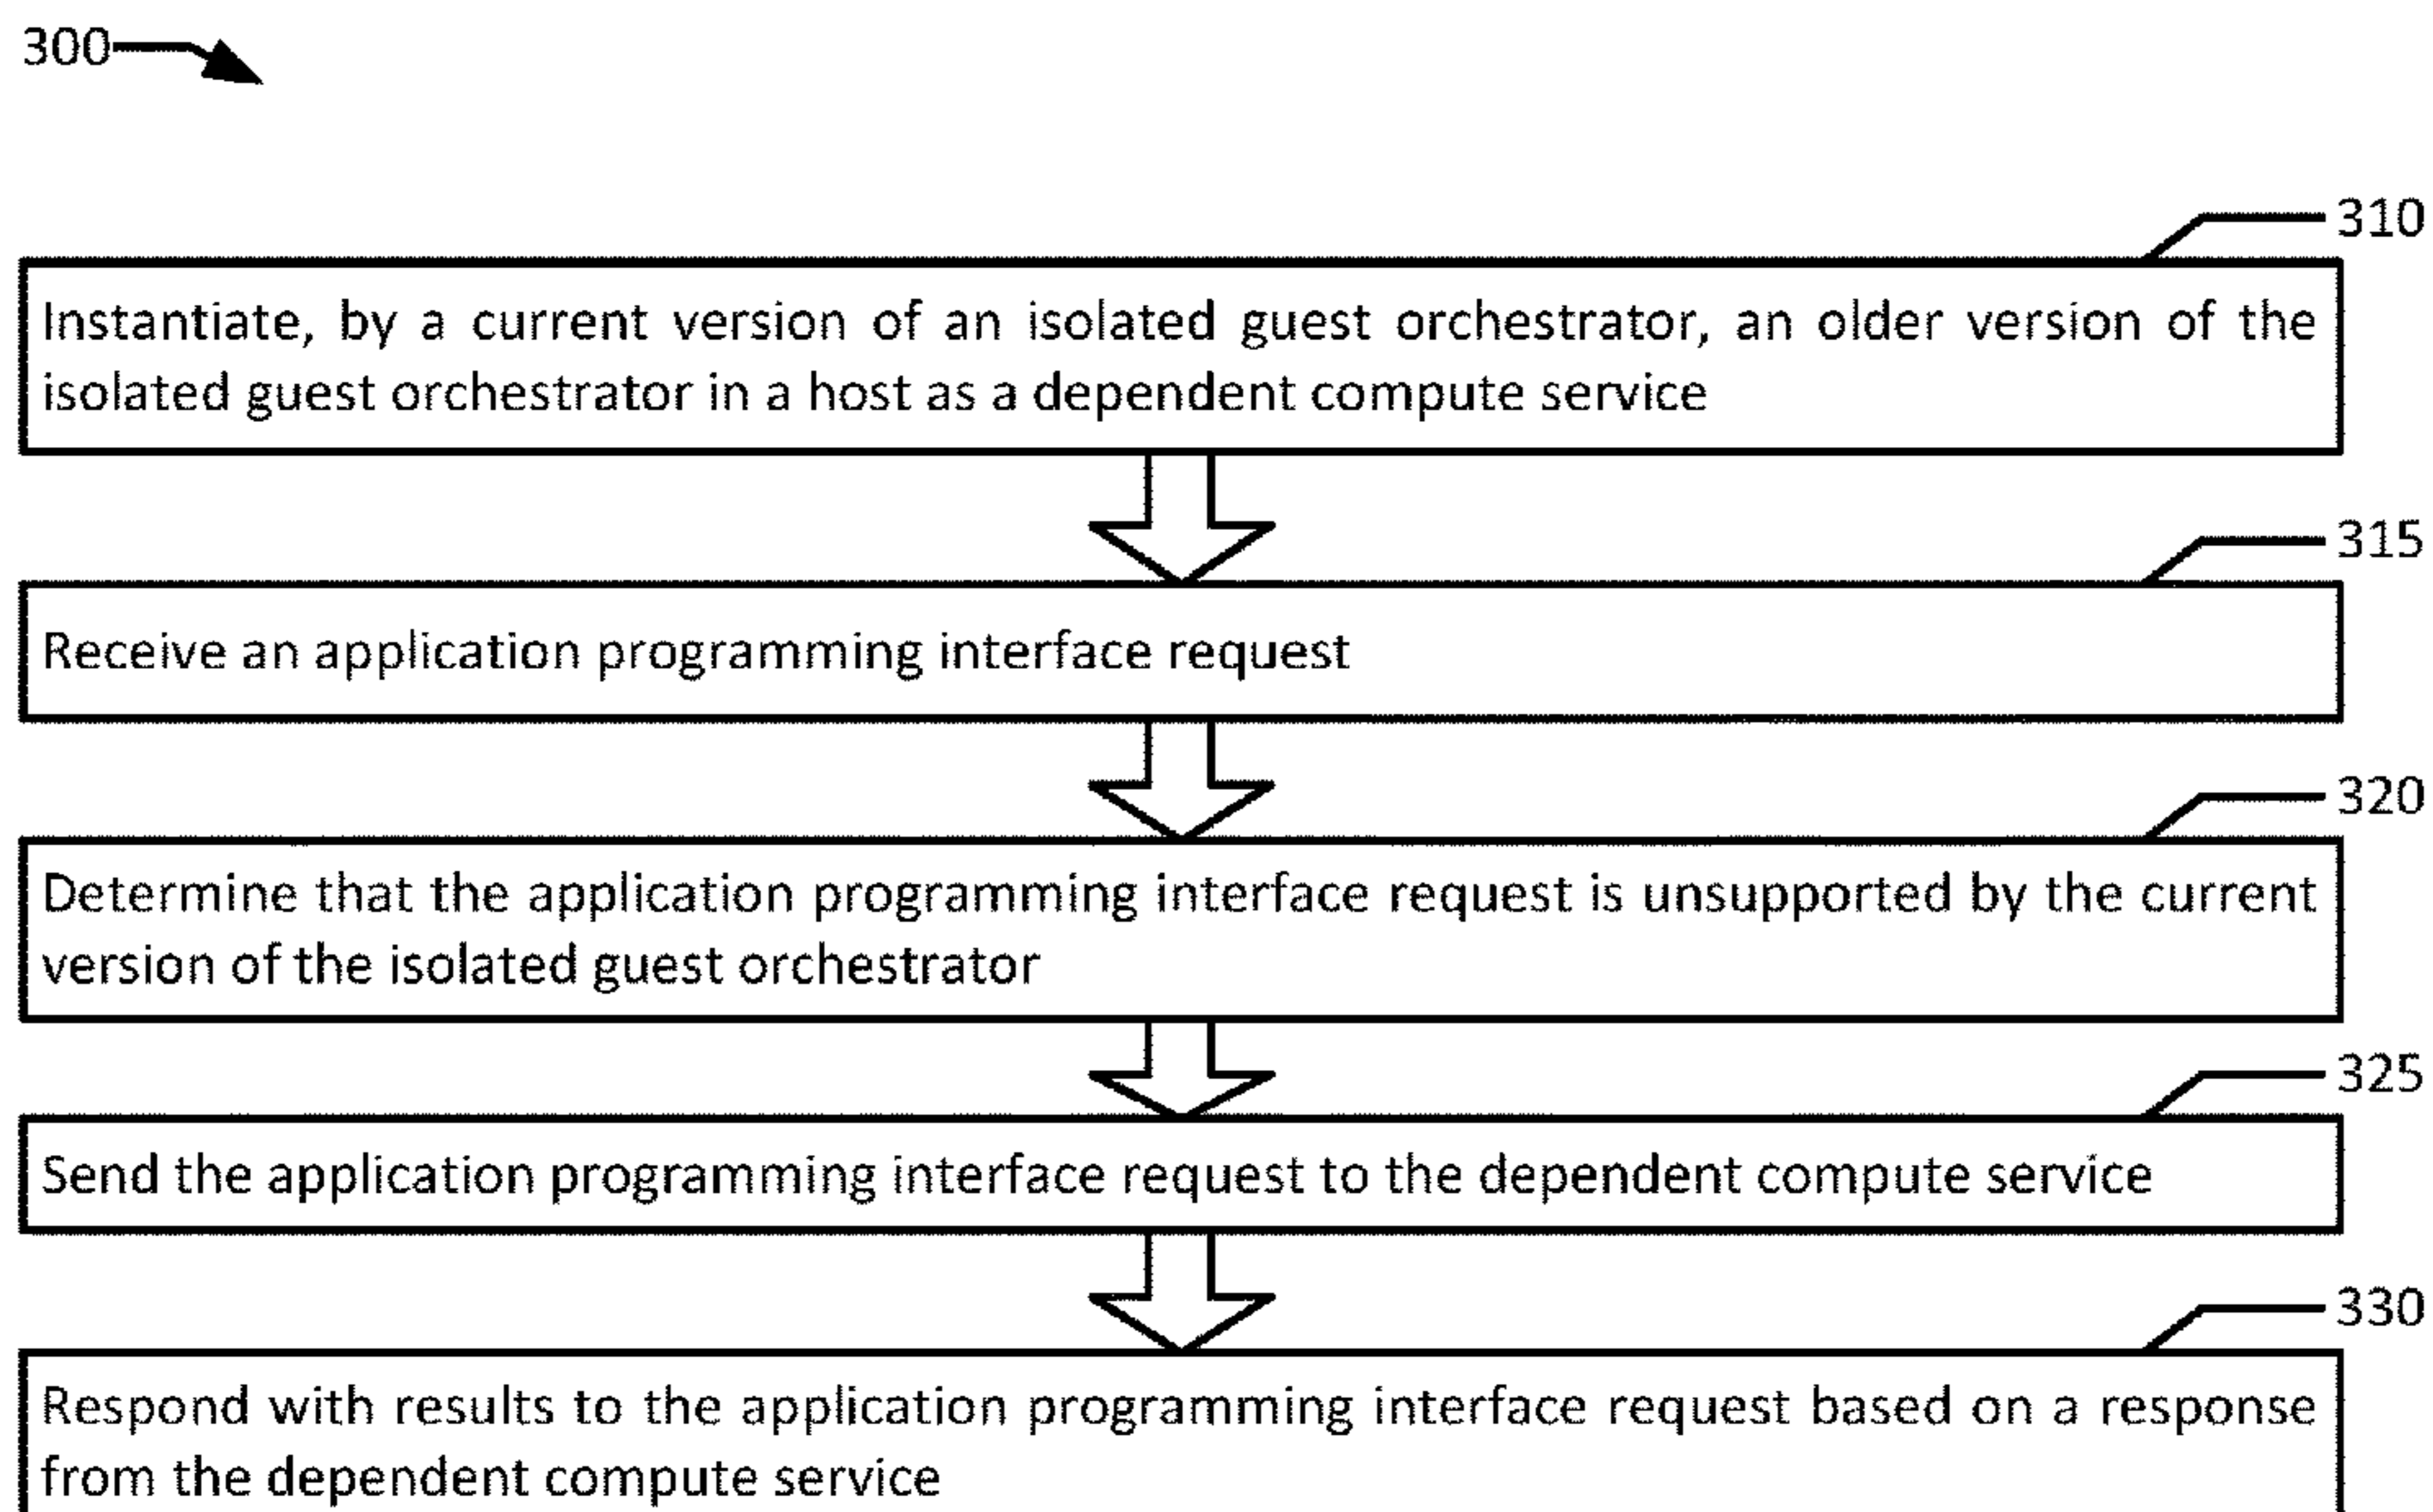 300
310
Instantiate, by a current version of an isolated guest orchestrator, an older version of the
isolated guest orchestrator in a host as a dependent compute service
315
Receive an application programming interface request
320
Determine that the application programming interface request is unsupported by the current
version of the isolated guest orchestrator
325
Send the application programming interface request to the dependent compute service
330
Respond with results to the application programming interface request based on a response
from the dependent compute service